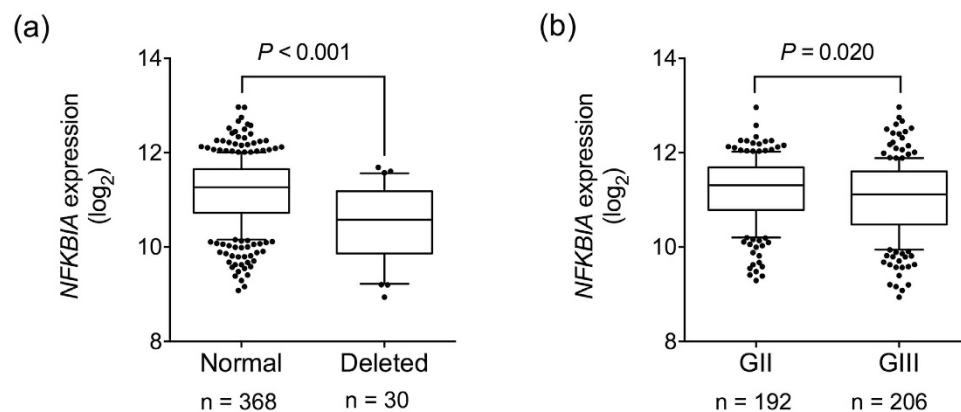 (a)
P < 0.001
NFKBIA expression
(log₂)
14
12
10
8
Normal
Deleted
n = 368
n = 30
(b)
P = 0.020
NFKBIA expression
(log₂)
14
12
10
8
GII
GIII
n = 192
n = 206